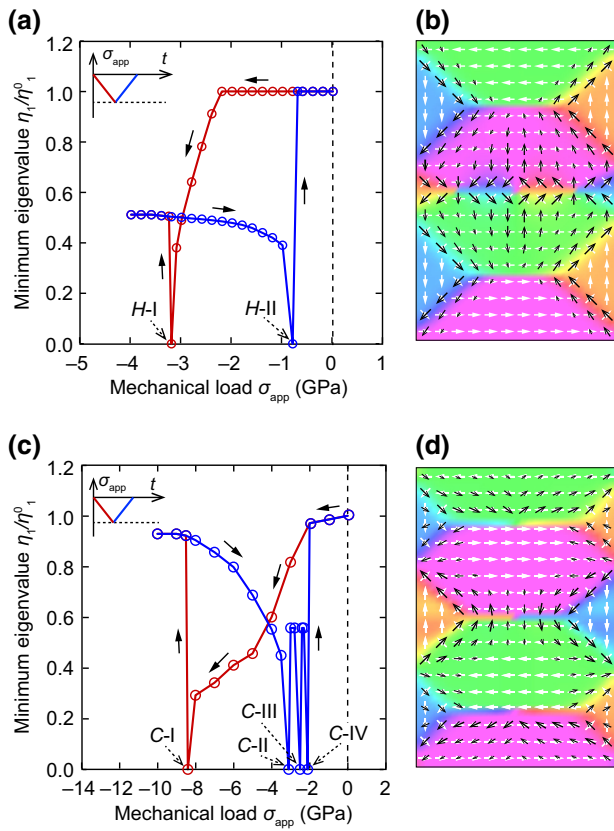 (a)
σapp
t
Minimum eigenvalue η1/η⁰1
1.2
1.0
0.8
0.6
0.4
0.2
0.0
H-I
H-II
−5 −4 −3 −2 −1 0 1
Mechanical load σapp (GPa)
(b)
(c)
σapp
t
Minimum eigenvalue η1/η⁰1
1.2
1.0
0.8
0.6
0.4
0.2
0.0
C-I
C-III
C-II
C-IV
−14 −12 −10 −8 −6 −4 −2 0 2
Mechanical load σapp (GPa)
(d)